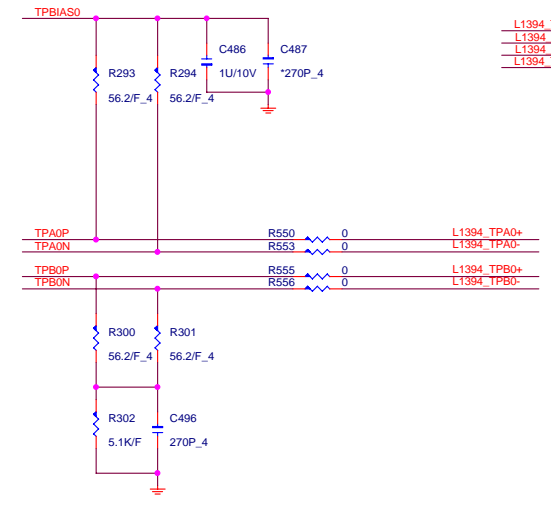 TPBIAS0
L1394_
L1394_
L1394_
L1394_
C486
C487
R293
R294
1U/10V
*270P_4
56.2/F_4
56.2/F_4
TPA0P
R550
0
L1394_TPA0+
TPA0N
R553
0
L1394_TPA0-
TPB0P
R555
0
L1394_TPB0+
TPB0N
R556
0
L1394_TPB0-
R300
R301
56.2/F_4
56.2/F_4
R302
C496
5.1K/F
270P_4